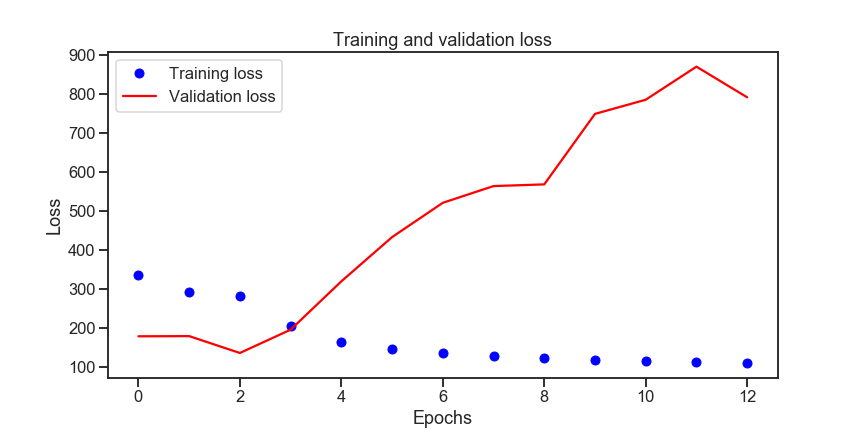 Training and validation loss
Training loss
Validation loss
900
800
700
600
500
400
300
200
100
Loss
0 2 4 6 8 10 12
Epochs